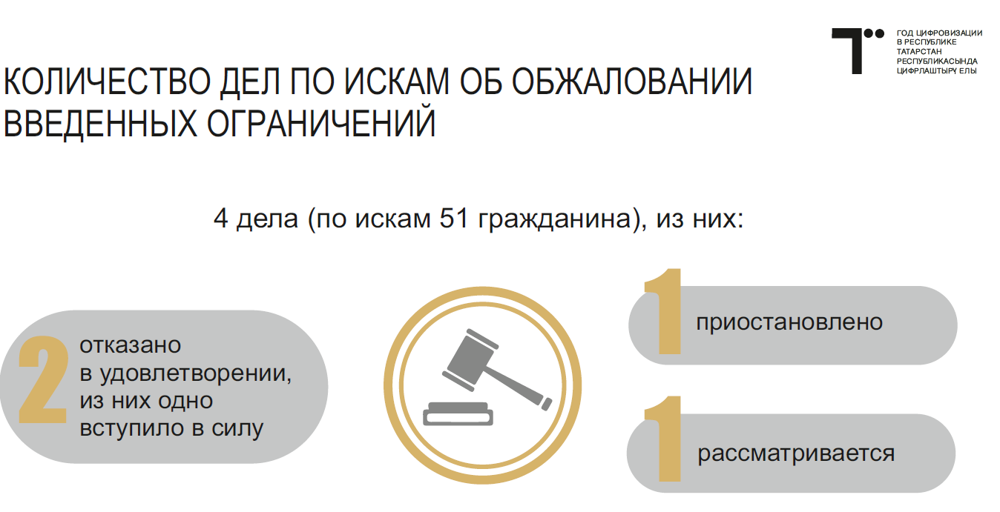 ГОД ЦИФРОВИЗАЦИИ
В РЕСПУБЛИКЕ
ТАТАРСТАН
РЕСПУБЛИКАСЫНДА
ЦИФРЛАШТЫРУ ЕЛЫ
КОЛИЧЕСТВО ДЕЛ ПО ИСКАМ ОБ ОБЖАЛОВАНИИ
ВВЕДЕННЫХ ОГРАНИЧЕНИЙ
4 дела (по искам 51 гражданина), из них:
2
отказано
в удовлетворении,
из них одно
вступило в силу
1
приостановлено
1
рассматривается